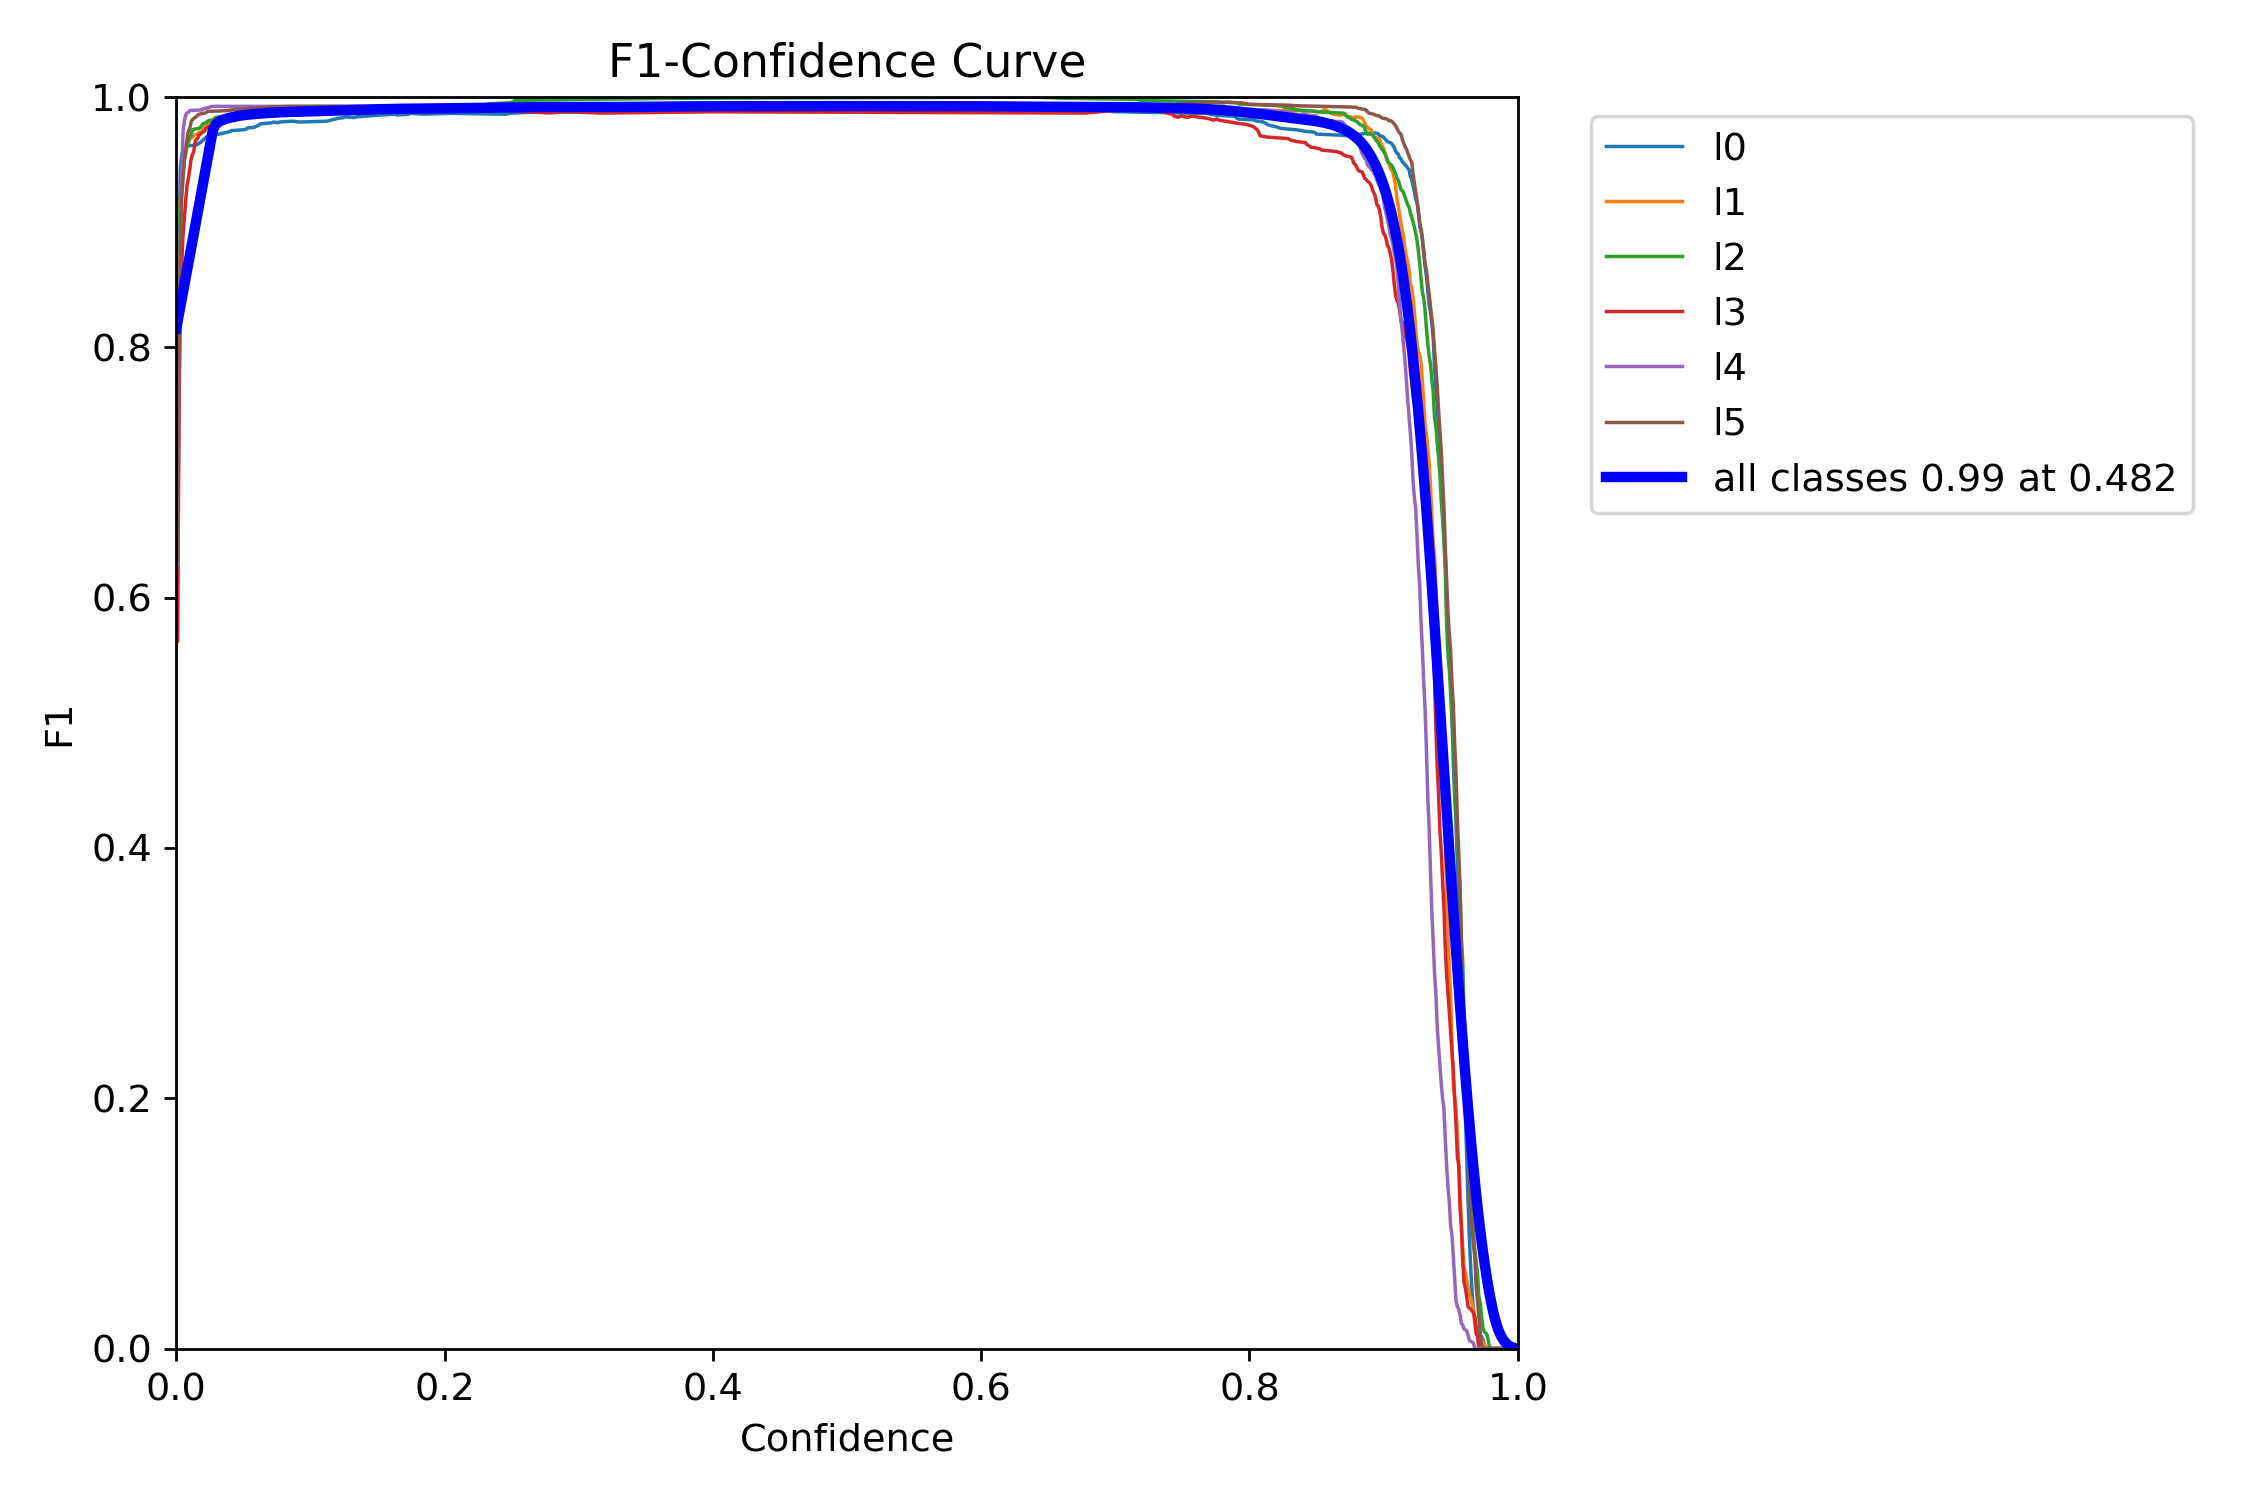 F1-Confidence Curve
1.0
0.8
0.6
0.4
0.2
0.0
F1
0.0 0.2 0.4 0.6 0.8 1.0
Confidence
l0
l1
l2
l3
l4
l5
all classes 0.99 at 0.482